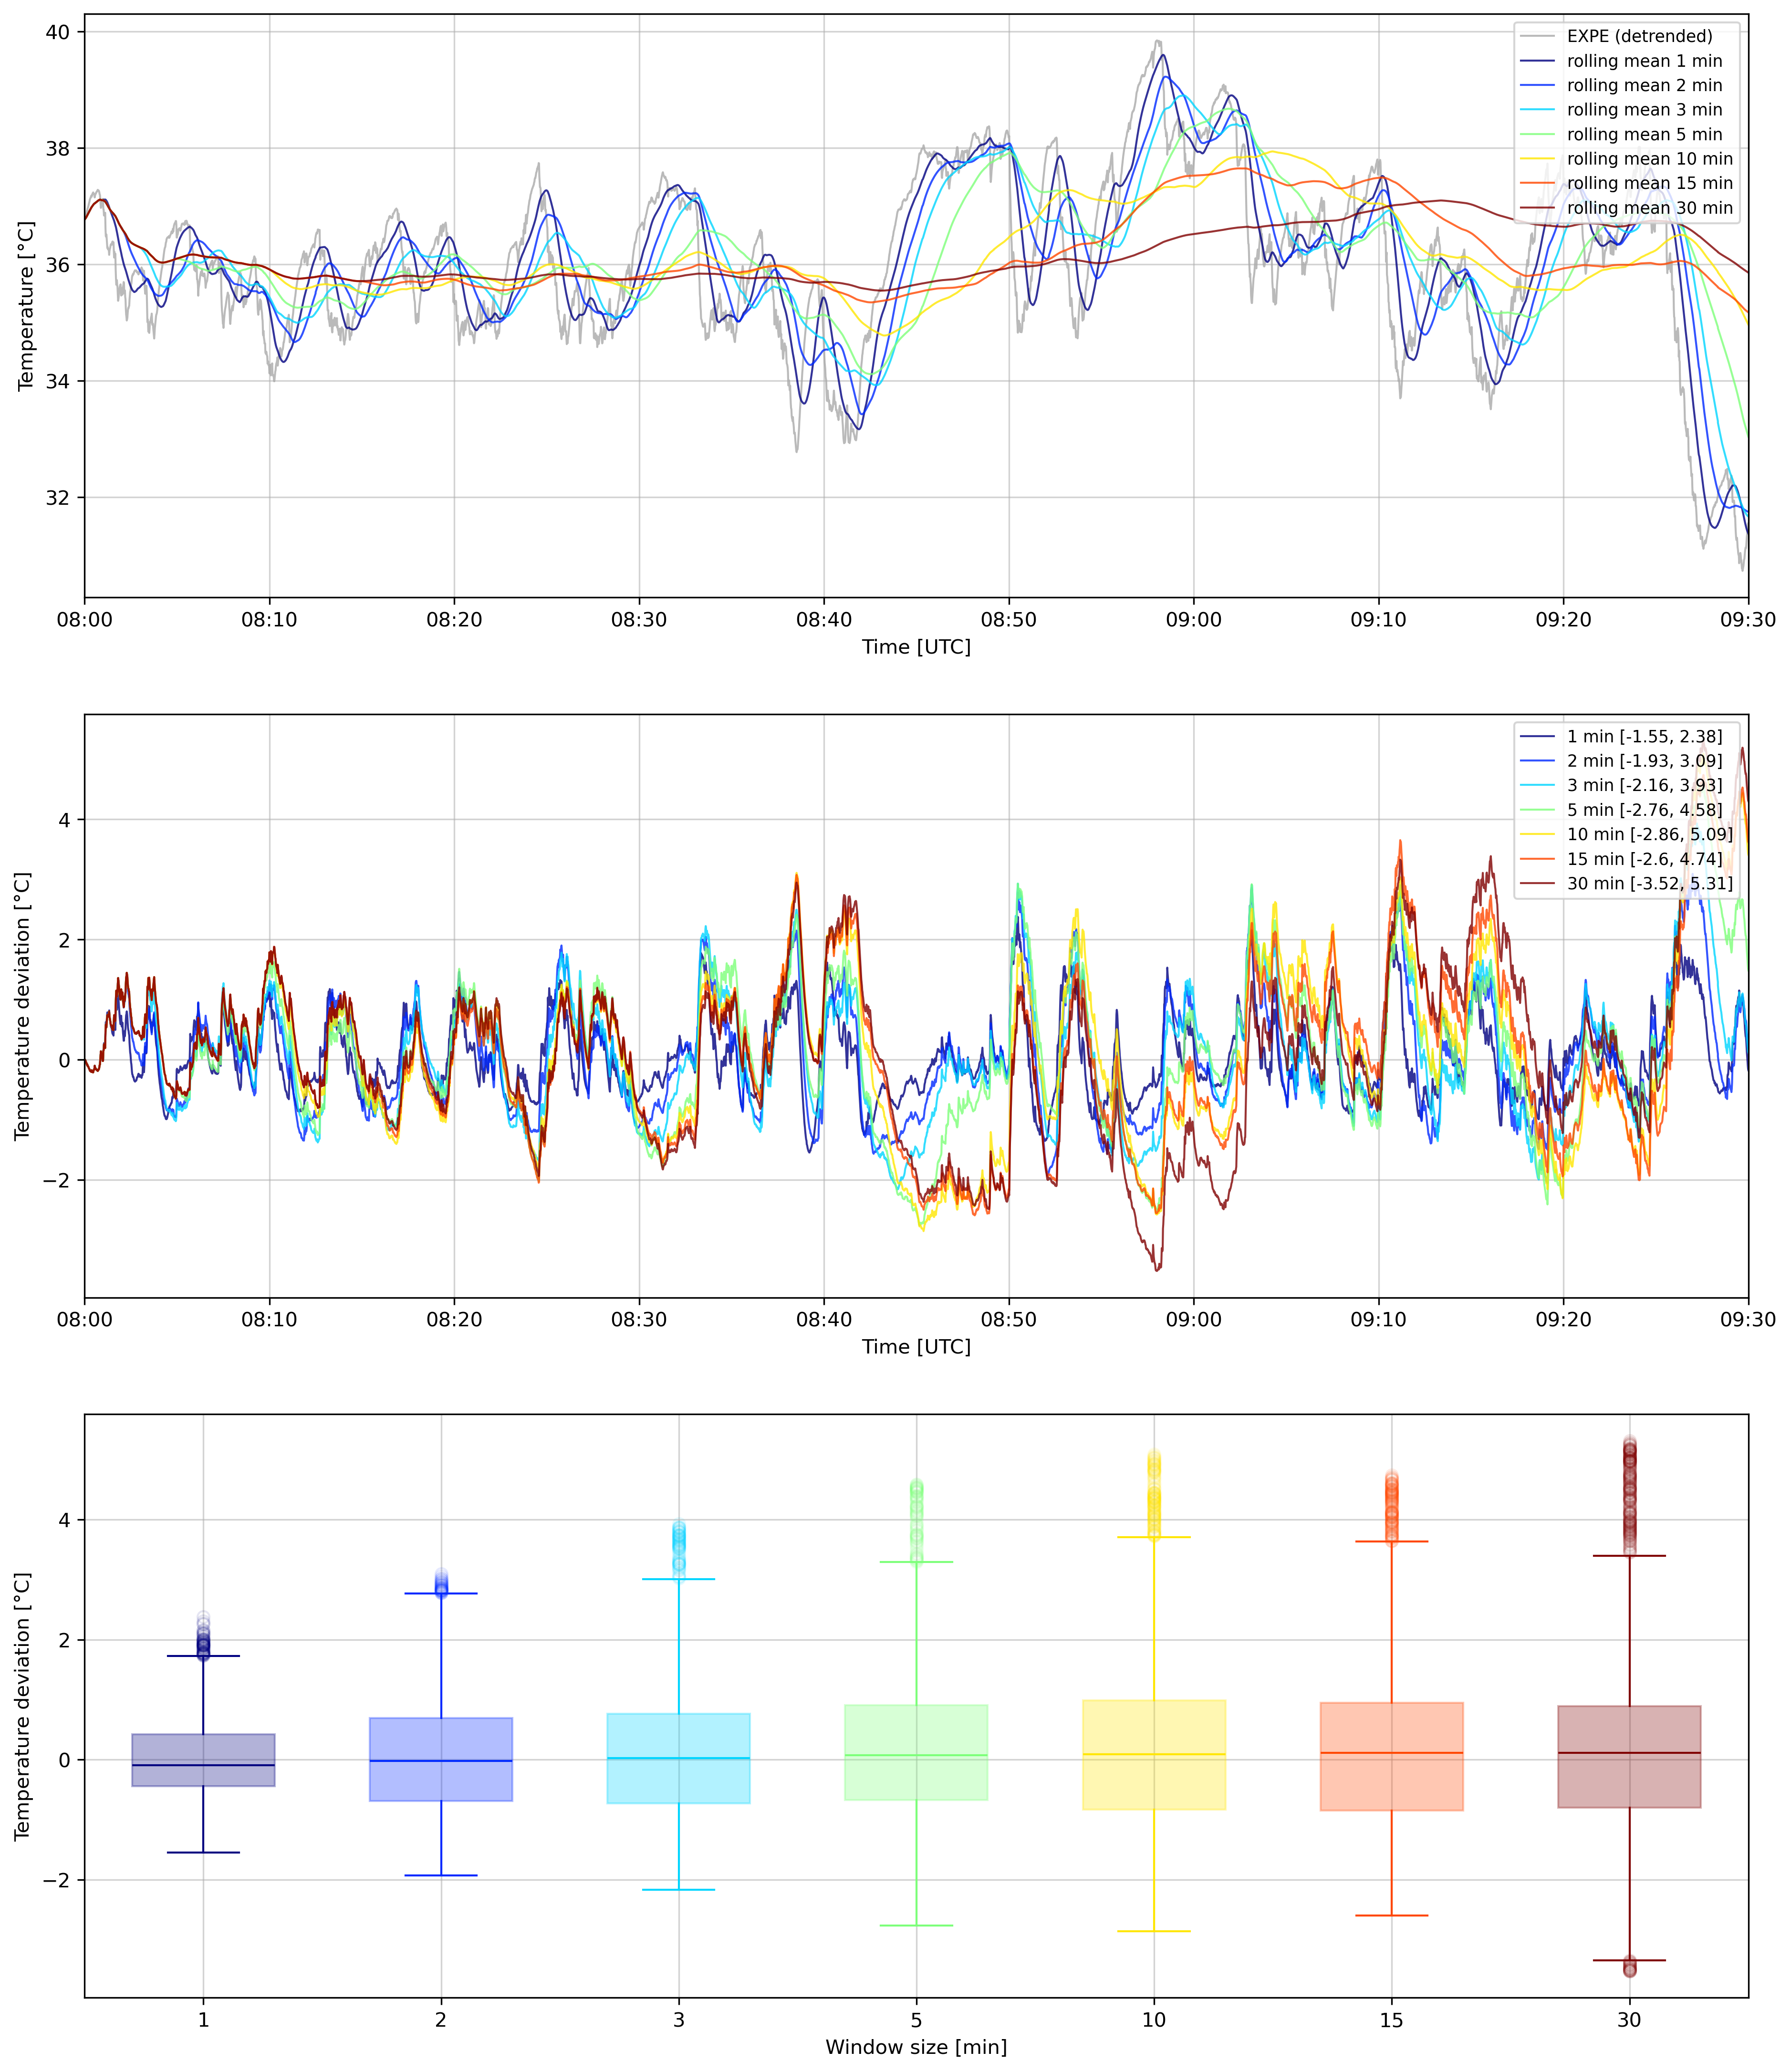 40
38
36
34
32
Temperature [°C]
EXPE (detrended)
rolling mean 1 min
rolling mean 2 min
rolling mean 3 min
rolling mean 5 min
rolling mean 10 min
rolling mean 15 min
rolling mean 30 min
08:00 08:10 08:20 08:30 08:40 08:50 09:00 09:10 09:20 09:30
Time [UTC]
4
2
0
−2
Temperature deviation [°C]
1 min [-1.55, 2.38]
2 min [-1.93, 3.09]
3 min [-2.16, 3.93]
5 min [-2.76, 4.58]
10 min [-2.86, 5.09]
15 min [-2.6, 4.74]
30 min [-3.52, 5.31]
08:00 08:10 08:20 08:30 08:40 08:50 09:00 09:10 09:20 09:30
Time [UTC]
4
2
0
−2
Temperature deviation [°C]
1 2 3 5 10 15 30
Window size [min]